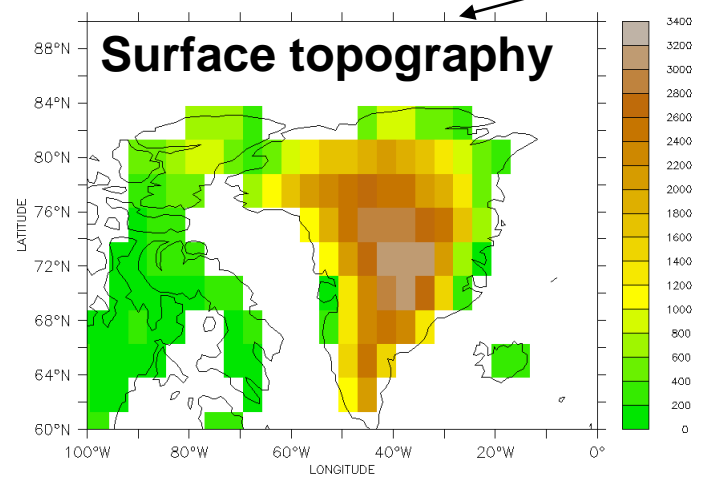 Surface topography
88°N
84°N
80°N
76°N
72°N
68°N
64°N
60°N
LATITUDE
100°W 80°W 60°W 40°W 20°W 0°
LONGITUDE
3400
3200
3000
2800
2600
2400
2200
2000
1800
1600
1400
1200
1000
800
600
400
200
0